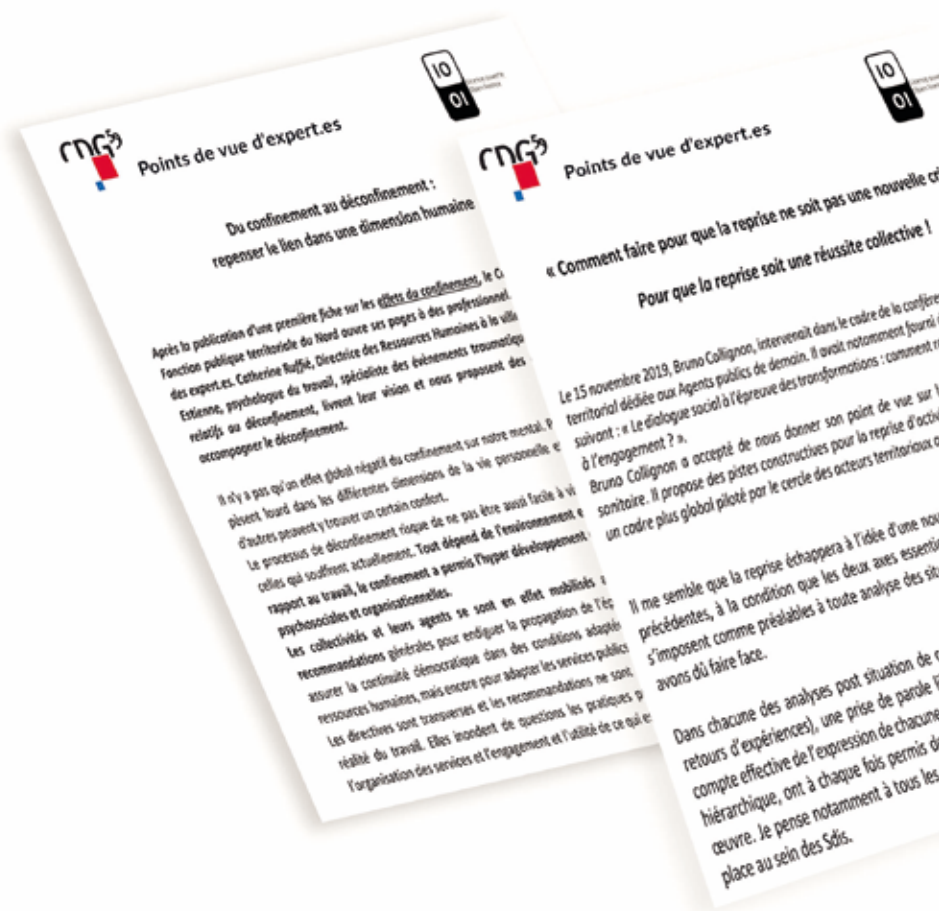 CDG59
Points de vue d'expert.es
10
01
Du confinement au déconfinement :
repenser le lien dans une dimension humaine
Après la publication d'une première fiche sur les effets du confinement, le
Fonction publique territoriale du Nord ouvre ses pages à des
des expert.es. Catherine Ruffié, Directrice des Ressources Humaines à la
Estienne, psychologue du travail, spécialiste des évènements
relatifs au déconfinement, livrent leur vision et nous proposent des
accompagner le déconfinement.
Il n'y a pas qu'un effet global négatif du confinement sur notre mental.
pèsent lourd dans les différentes dimensions de la vie personnelle
d'autres peuvent y trouver un certain confort.
Le processus de déconfinement risque de ne pas être aussi facile à
celles qui souffrent actuellement. Tout dépend de l'environnement
rapport au travail, le confinement a permis l'hyper développement
psychosociales et organisationnelles.
Les collectivités et leurs agents se sont en effet mobilisés
recommandations générales pour endiguer la propagation de
assurer la continuité démocratique dans des conditions
ressources humaines, mais encore pour adapter les services publics
Les directives sont transverses et les recommandations ne sont
réalité du travail. Elles inondent de questions les pratiques
l'organisation des services et l'engagement et l'utilité de ce qui
CDG59
Points de vue d'expert.es
10
01
« Comment faire pour que la reprise ne soit pas une nouvelle
Pour que la reprise soit une réussite collective !
Le 15 novembre 2019, Bruno Collignon, intervenait dans le cadre de la
territorial dédiée aux Agents publics de demain. Il avait notamment fourni
suivant : « Le dialogue social à l'épreuve des transformations : comment
à l'engagement ? ».
Bruno Collignon a accepté de nous donner son point de vue sur
sanitaire. Il propose des pistes constructives pour la reprise
un cadre plus global piloté par le cercle des acteurs territoriaux
Il me semble que la reprise échappera à l'idée d'une
précédentes, à la condition que les deux axes
s'imposent comme préalables à toute analyse des
avons dû faire face.
Dans chacune des analyses post situation de
retours d'expériences), une prise de parole
compte effective de l'expression de chacune
hiérarchique, ont à chaque fois permis
œuvre. Je pense notamment à tous les
place au sein des Sdis.